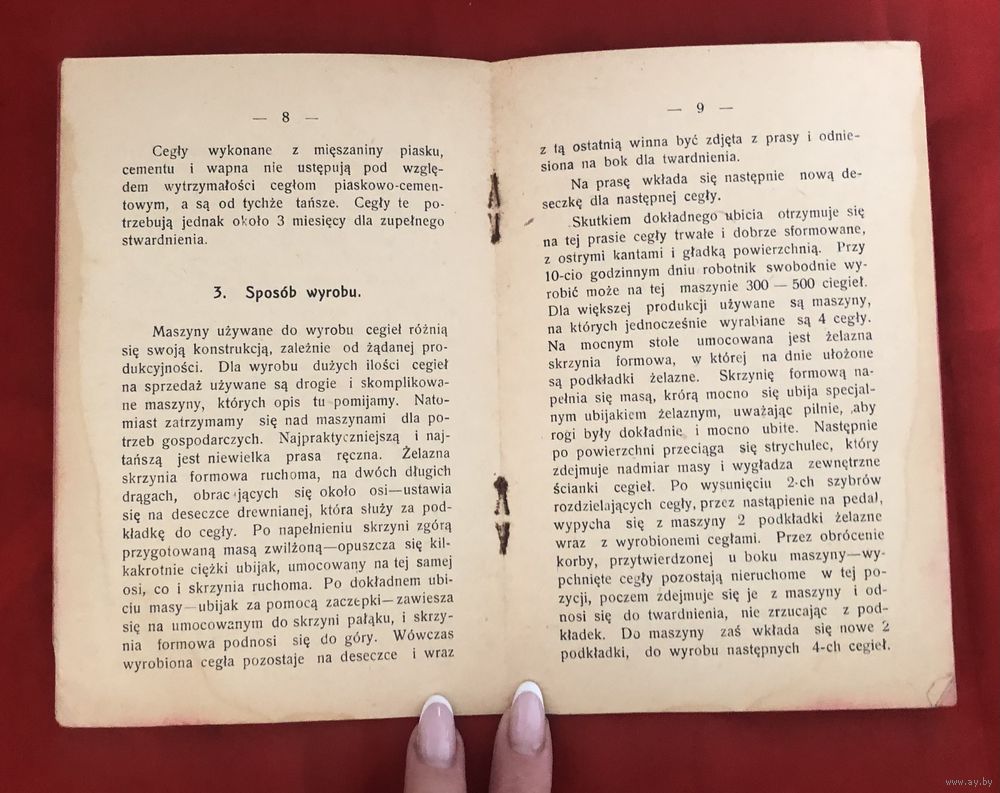 — 8 —
Cegły wykonane z mięszaniny piasku,
cementu i wapna nie ustępują pod wzglę-
dem wytrzymałości cegłom piaskowo-cemen-
towym, a są od tychże tańsze. Cegły te po-
trzebują jednak około 3 miesięcy dla zupełnego
stwardnienia.
3. Sposób wyrobu.
Maszyny używane do wyrobu cegieł różnią
się swoją konstrukcją, zależnie od żądanej pro-
dukcyjności. Dla wyrobu dużych ilości cegieł
na sprzedaż używane są drogie i skomplikowa-
ne maszyny, których opis tu pomijamy. Nato-
miast zatrzymamy się nad maszynami dla po-
treb gospodarczych. Najpraktyczniejszą i naj-
tańszą jest niewielka prasa ręczna. Żelazna
skrzynia formowa ruchoma, na dwóch długich
drągach, obracających się około osi—ustawia
się na deseczce drewnianej, która służy za pod-
kładkę do cegły. Po napełnieniu skrzyni zgórą
przygotowaną masą zwilżoną—opuszcza się kil-
kakrotnie ciężki ubijak, umocowany na tej samej
osi, co i skrzynia ruchoma. Po dokładnem ubi-
ciu masy—ubijak za pomocą zaczepki—zawiesza
się na umocowanym do skrzyni pałąku, i skrzy-
nia formowa podnosi się do góry. Wówczas
wyrobiona cegła pozostaje na deseczce i wraz
— 9 —
z tą ostatnią winna być zdjęta z prasy i odnie-
siona na bok dla twardnienia.
Na prasę wkłada się następnie nową de-
seczkę dla następnej cegły.
Skutkiem dokładnego ubicia otrzymuje się
na tej prasie cegły trwałe i dobrze sformowane,
z ostrymi kantami i gładką powierzchnią. Przy
10-cio godzinnym dniu robotnik swobodnie wy-
robić może na tej maszynie 300 — 500 ciegieł.
Dla większej produkcji używane są maszyny,
na których jednocześnie wyrabiane są 4 cegły.
Na mocnym stole umocowana jest żelazna
skrzynia formowa, w której na dnie ułożone
są podkładki żelazne. Skrzynię formową na-
pełnia się masą, krórą mocno się ubija specjal-
nym ubijakiem żelaznym, uważając pilnie, aby
rogi były dokładnie i mocno ubite. Następnie
po powierzchni przeciąga się strychulec, który
zdejmuje nadmiar masy i wygładza zewnętrzne
ścianki cegieł. Po wysunięciu 2-ch szybrów
rozdzielających cegły, przez nastąpienie na pedał,
wypycha się z maszyny 2 podkładki żelazne
wraz z wyrobionemi cegłami. Przez obrócenie
korby, przytwierdzonej u boku maszyny—wy-
pchnięte cegły pozostają nieruchome w tej po-
zycji, poczem zdejmuje się je z maszyny i od-
nosi się do twardnienia, nie zrzucając z pod-
kładek. Do maszyny zaś wkłada się nowe 2
podkładki, do wyrobu następnych 4-ch cegieł.
www.ay.by